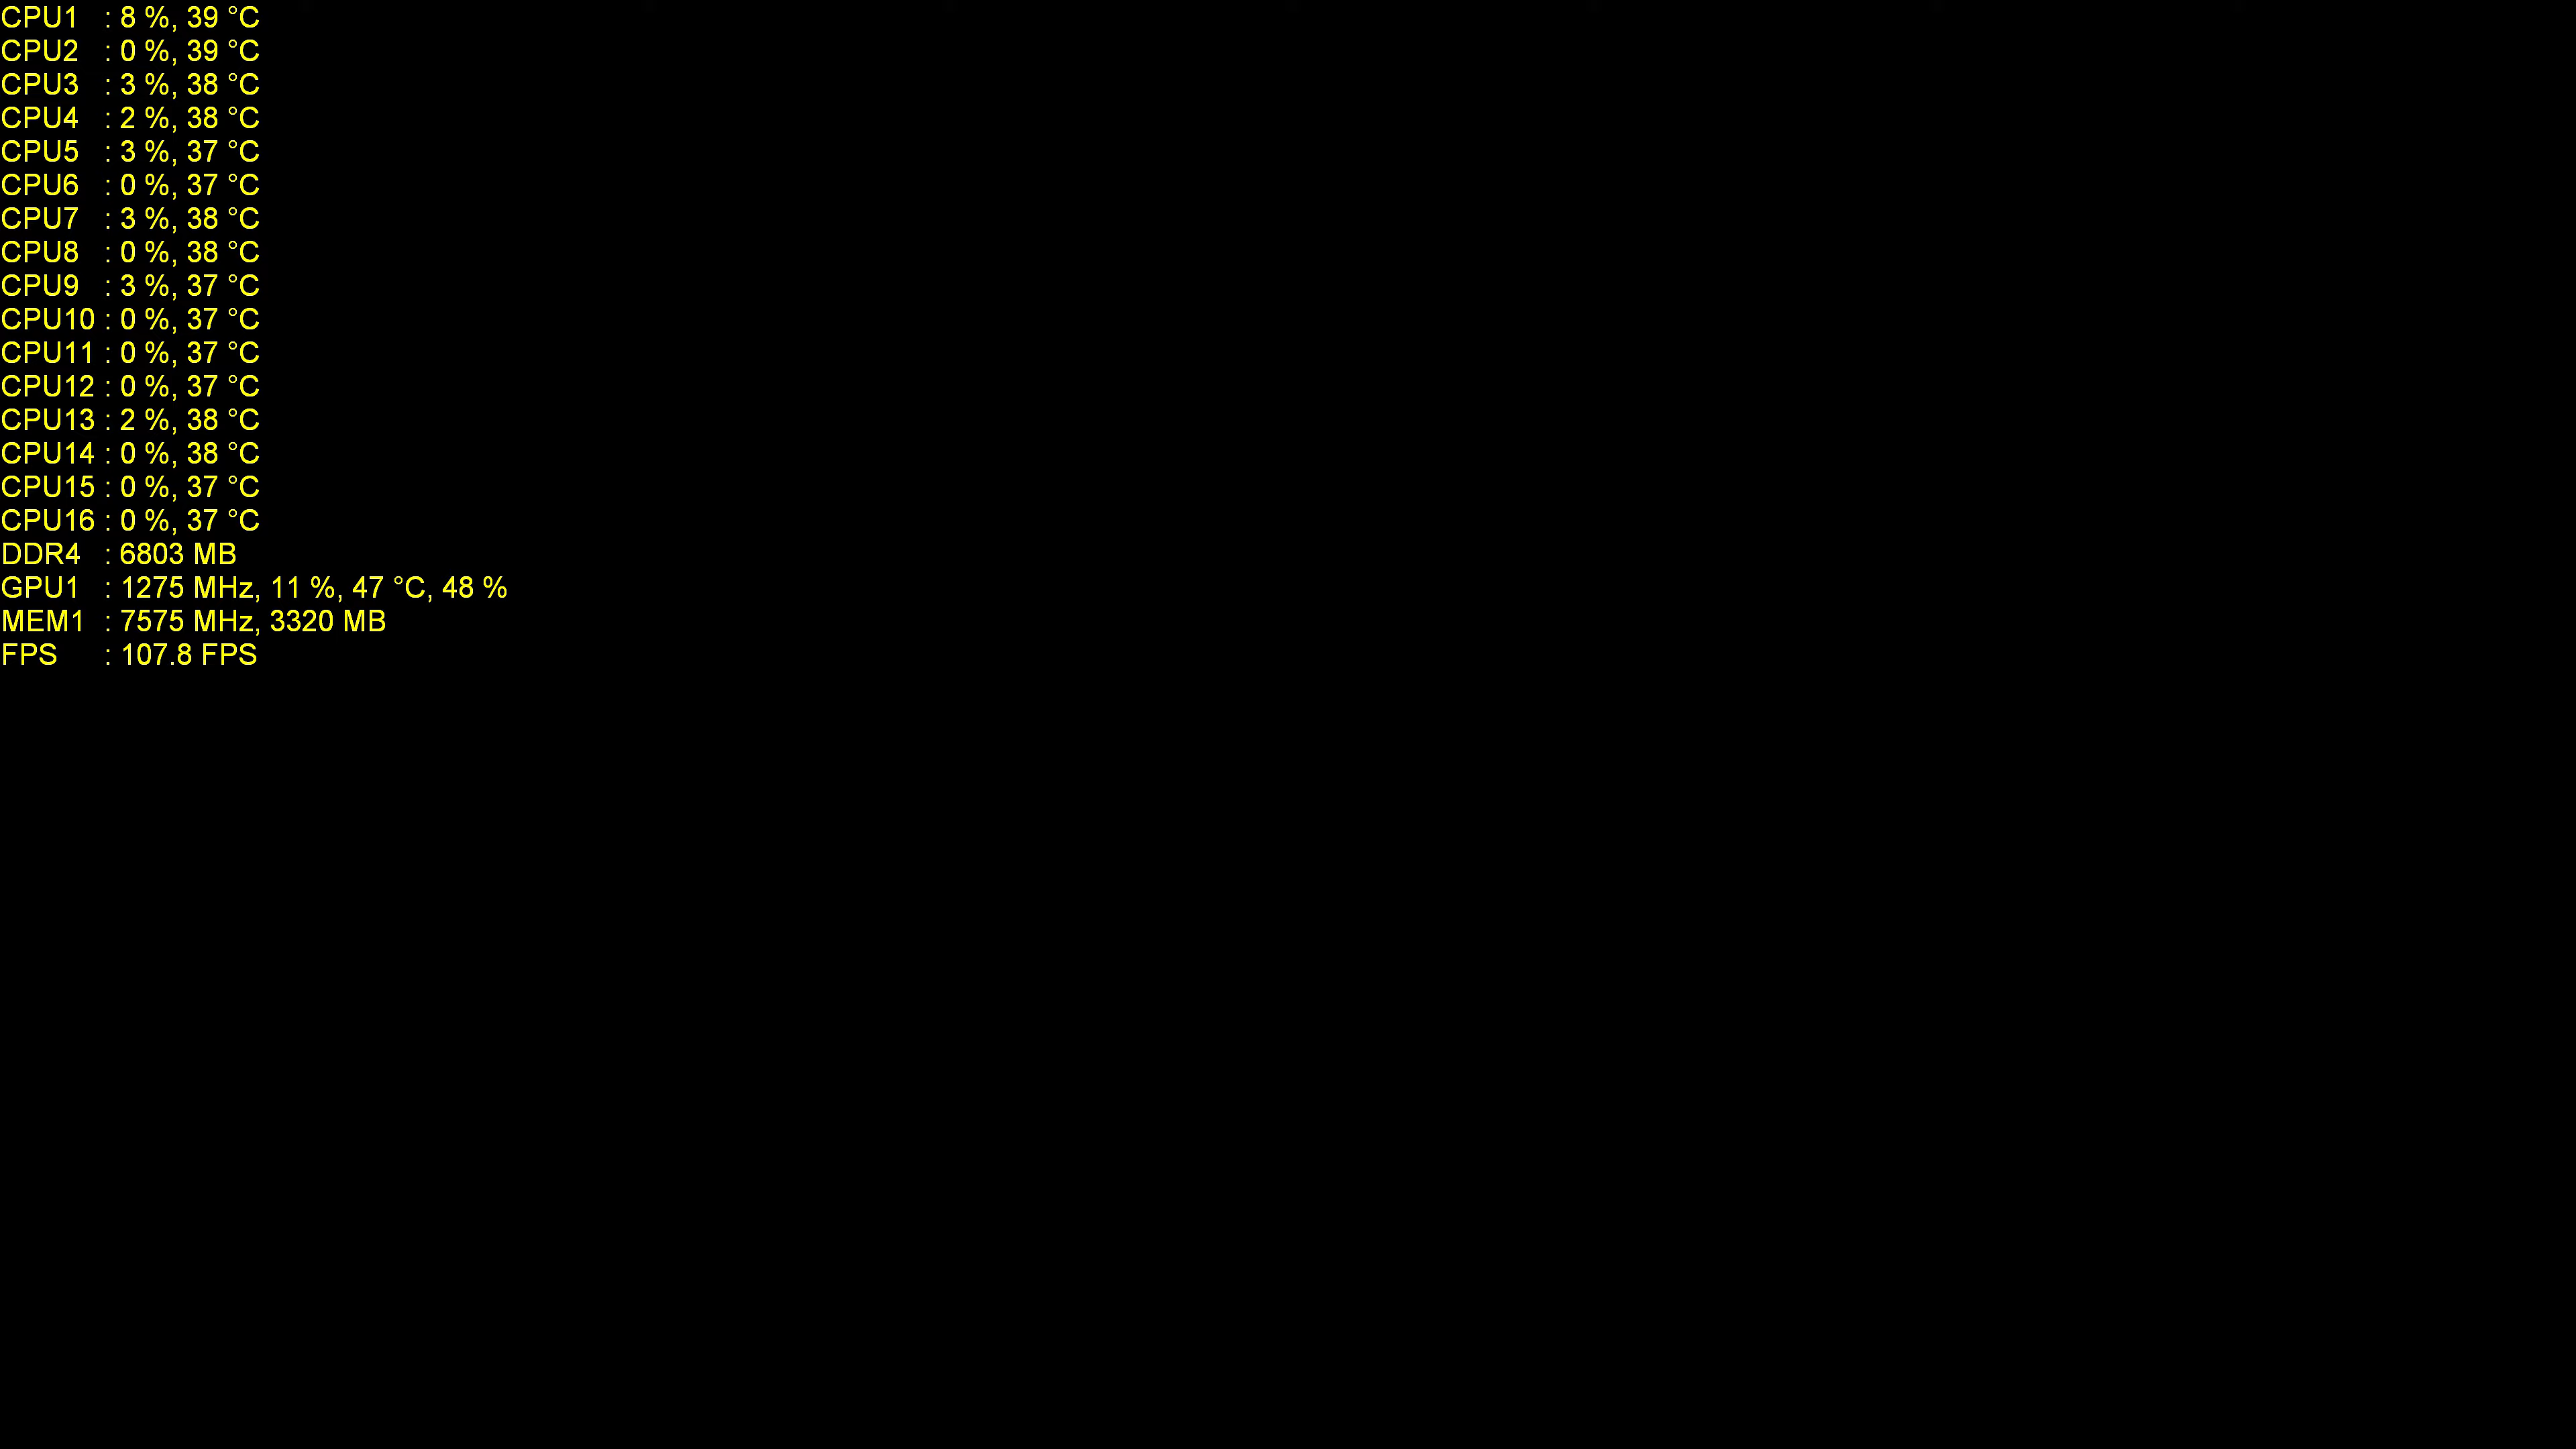 CPU1 : 8 %, 39 °C
CPU2 : 0 %, 39 °C
CPU3 : 3 %, 38 °C
CPU4 : 2 %, 38 °C
CPU5 : 3 %, 37 °C
CPU6 : 0 %, 37 °C
CPU7 : 3 %, 38 °C
CPU8 : 0 %, 38 °C
CPU9 : 3 %, 37 °C
CPU10 : 0 %, 37 °C
CPU11 : 0 %, 37 °C
CPU12 : 0 %, 37 °C
CPU13 : 2 %, 38 °C
CPU14 : 0 %, 38 °C
CPU15 : 0 %, 37 °C
CPU16 : 0 %, 37 °C
DDR4 : 6803 MB
GPU1 : 1275 MHz, 11 %, 47 °C, 48 %
MEM1 : 7575 MHz, 3320 MB
FPS : 107.8 FPS